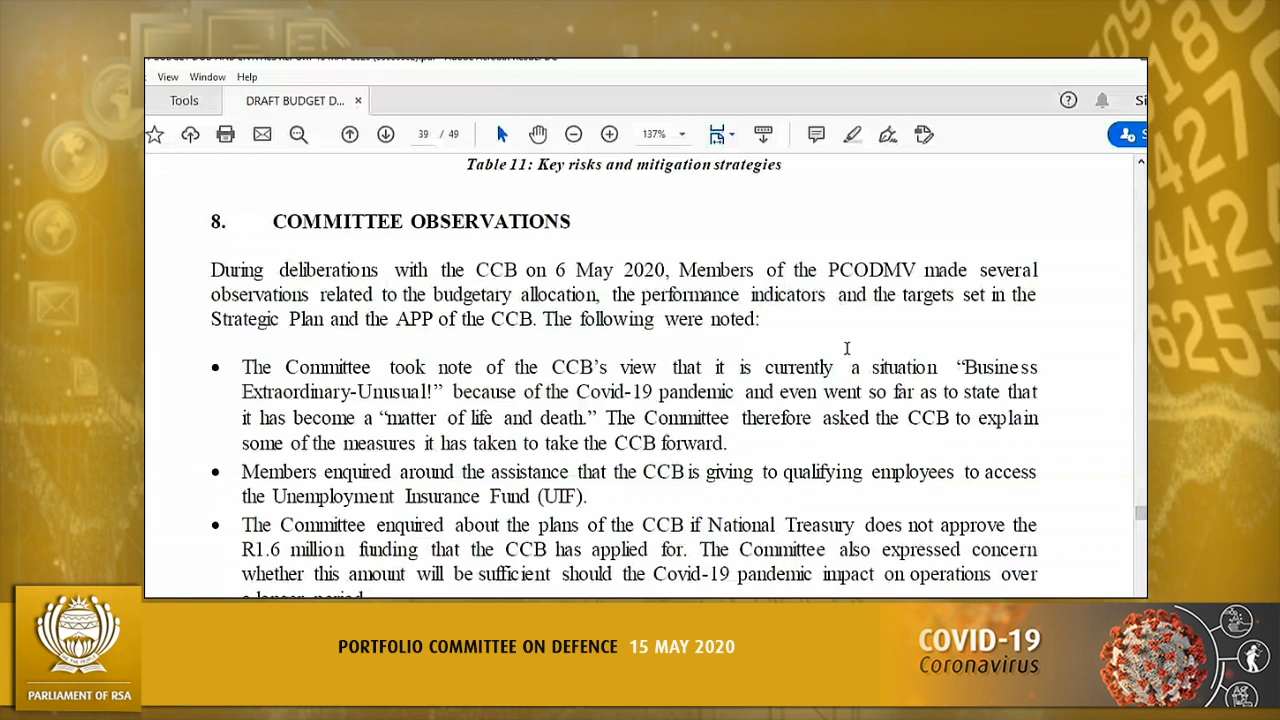 View Window Help
Tools DRAFT BUDGET D... ×
39 / 49 137%
Table 11: Key risks and mitigation strategies
8. COMMITTEE OBSERVATIONS
During deliberations with the CCB on 6 May 2020, Members of the PCODMV made several
observations related to the budgetary allocation, the performance indicators and the targets set in the
Strategic Plan and the APP of the CCB. The following were noted:
• The Committee took note of the CCB’s view that it is currently a situation “Business
Extraordinary-Unusual!” because of the Covid-19 pandemic and even went so far as to state that
it has become a “matter of life and death.” The Committee therefore asked the CCB to explain
some of the measures it has taken to take the CCB forward.
• Members enquired around the assistance that the CCB is giving to qualifying employees to access
the Unemployment Insurance Fund (UIF).
• The Committee enquired about the plans of the CCB if National Treasury does not approve the
R1.6 million funding that the CCB has applied for. The Committee also expressed concern
whether this amount will be sufficient should the Covid-19 pandemic impact on operations over
PORTFOLIO COMMITTEE ON DEFENCE 15 MAY 2020
COVID-19
Coronavirus
PARLIAMENT OF RSA